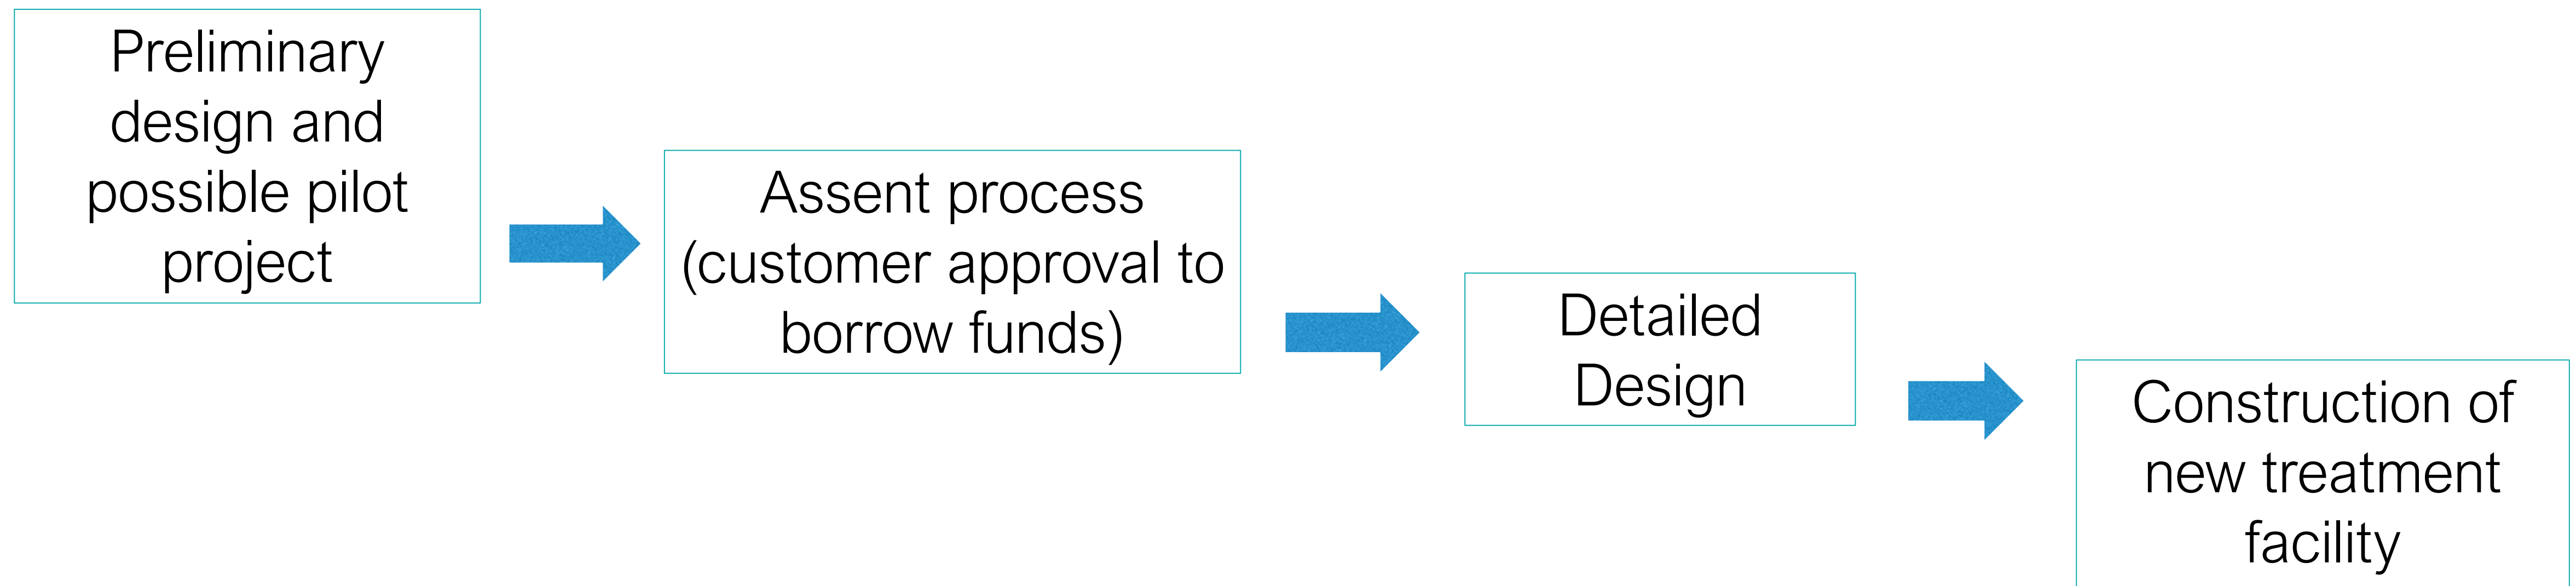 Preliminary
design and
possible pilot
project
Assent process
(customer approval to
borrow funds)
Detailed
Design
Construction of
new treatment
facility